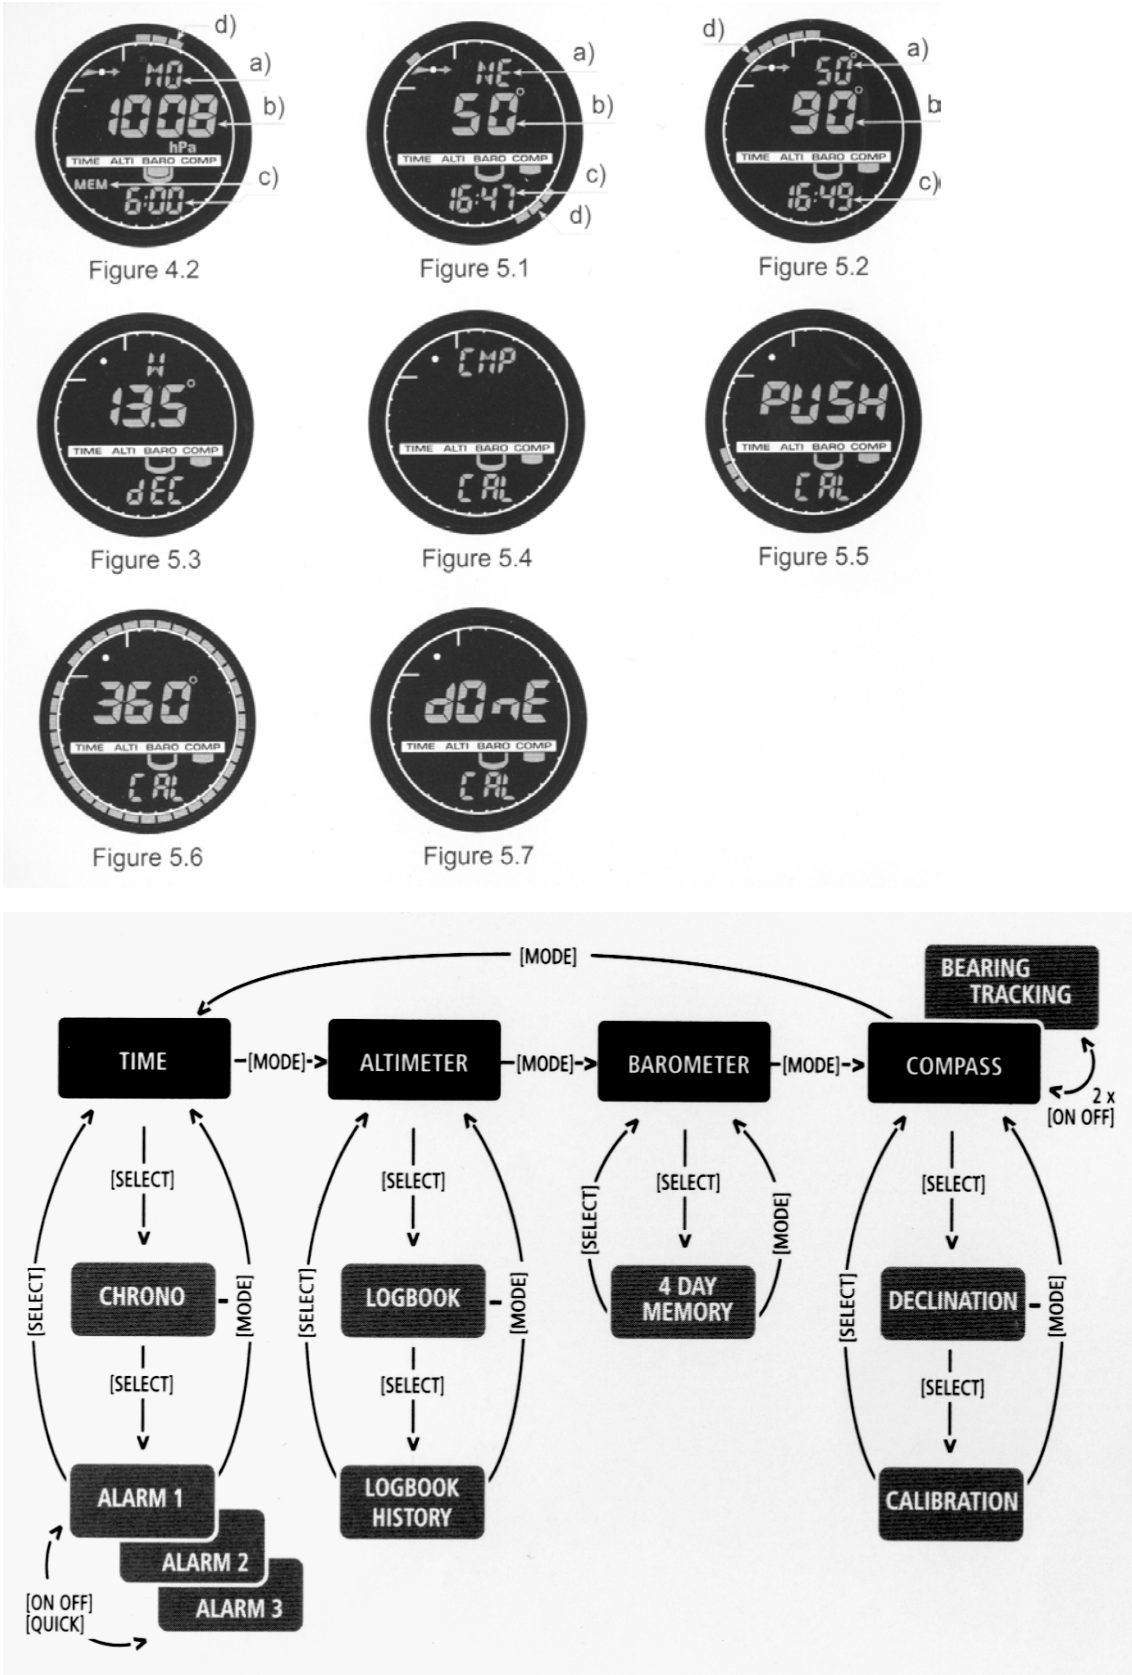 d)
a)
MO
1008
b)
hPa
TIME ALTI BARO COMP
MEM
c)
6:00
Figure 4.2
NE
a)
50°
b)
TIME ALTI BARO COMP
16:47
c)
d)
Figure 5.1
d)
a)
50°
90°
b
TIME ALTI BARO COMP
16:49
c)
Figure 5.2
W
13.5°
TIME ALTI BARO COMP
dEC
Figure 5.3
CMP
TIME ALTI BARO COMP
CAL
Figure 5.4
PUSH
TIME ALTI BARO COMP
CAL
Figure 5.5
360°
TIME ALTI BARO COMP
CAL
Figure 5.6
dOnE
TIME ALTI BARO COMP
CAL
Figure 5.7
[MODE]
BEARING
TRACKING
TIME
[MODE]
ALTIMETER
[MODE]
BAROMETER
[MODE]
COMPASS
2 x
[ON OFF]
[SELECT]
[SELECT]
[SELECT]
[SELECT]
[SELECT]
[MODE]
[SELECT]
[MODE]
[SELECT]
[MODE]
[SELECT]
[MODE]
CHRONO
LOGBOOK
4 DAY
MEMORY
DECLINATION
[SELECT]
[SELECT]
[SELECT]
ALARM 1
LOGBOOK
HISTORY
CALIBRATION
ALARM 2
ALARM 3
[ON OFF]
[QUICK]